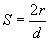 S = 2r/d